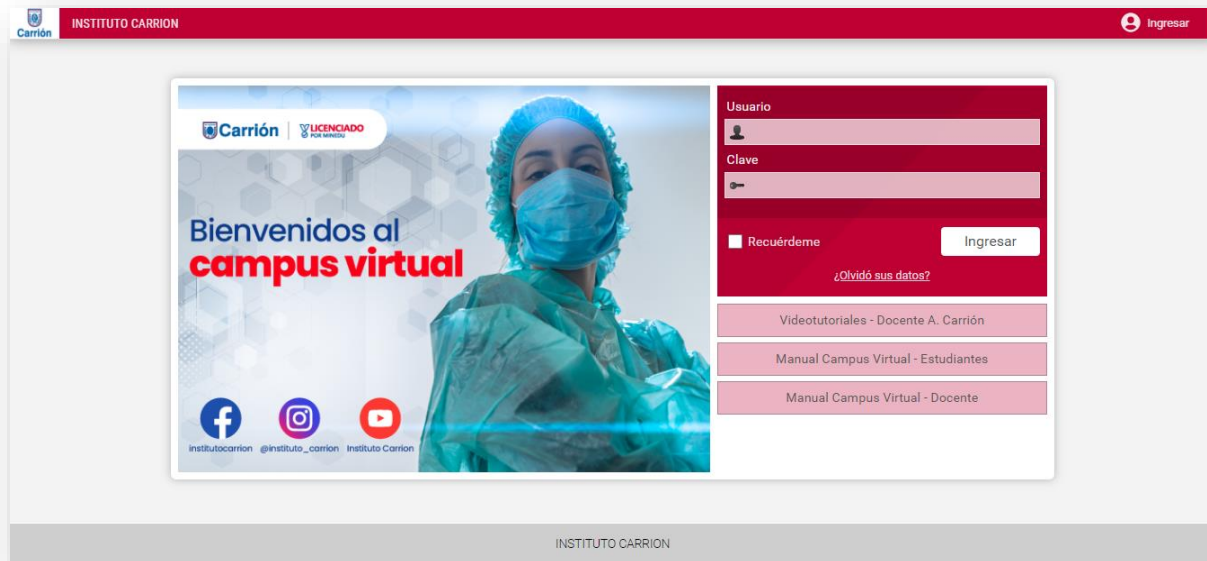 Carrión
INSTITUTO CARRION
Ingresar
Carrión
LICENCIADO
POR MINEDU
Bienvenidos al
campus virtual
institutocarrion
@instituto_carrion
Instituto Carrion
Usuario
Clave
Recuérdeme
Ingresar
¿Olvidó sus datos?
Videotutoriales - Docente A. Carrión
Manual Campus Virtual - Estudiantes
Manual Campus Virtual - Docente
INSTITUTO CARRION